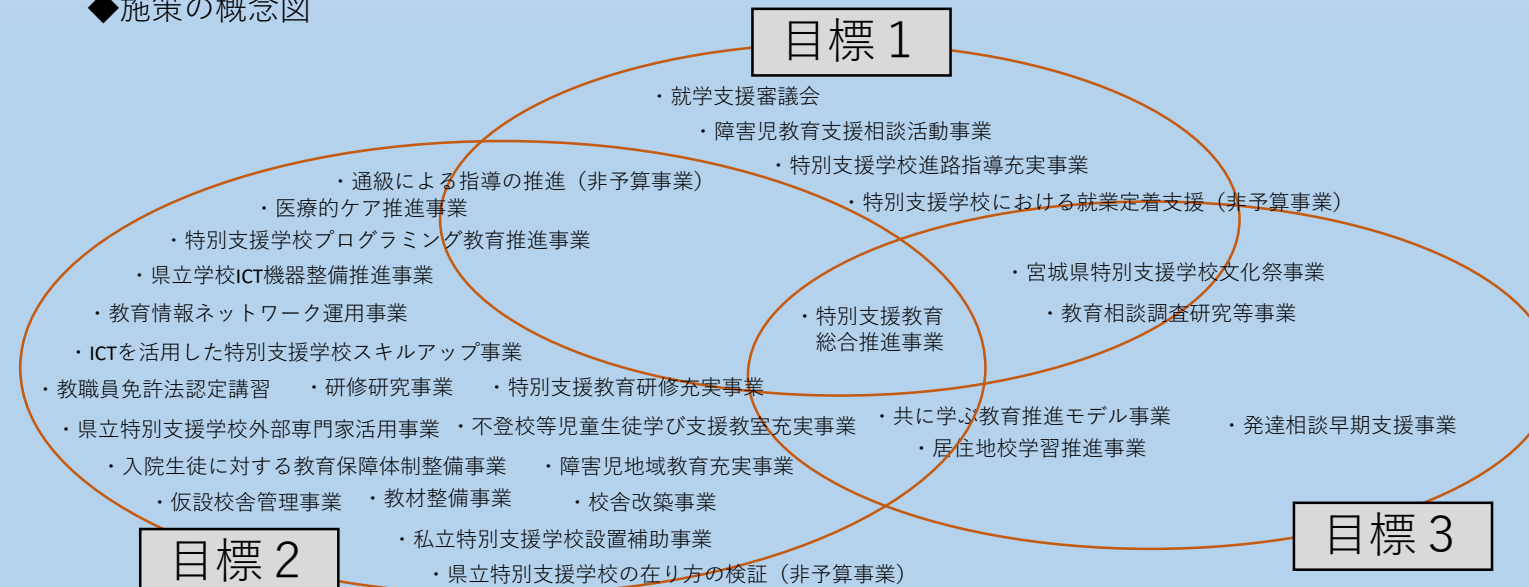 ◆施策の概念図
目標1
・就学支援審議会
・障害児教育支援相談活動事業
・特別支援学校進路指導充実事業
・通級による指導の推進（非予算事業）
・特別支援学校における就業定着支援（非予算事業）
・医療的ケア推進事業
・特別支援学校プログラミング教育推進事業
・県立学校ICT機器整備推進事業
・宮城県特別支援学校文化祭事業
・教育情報ネットワーク運用事業
・特別支援教育
総合推進事業
・教育相談調査研究等事業
・ICTを活用した特別支援学校スキルアップ事業
・教職員免許法認定講習
・研修研究事業
・特別支援教育研修充実事業
・県立特別支援学校外部専門家活用事業
・不登校等児童生徒学び支援教室充実事業
・共に学ぶ教育推進モデル事業
・発達相談早期支援事業
・居住地校学習推進事業
・入院生徒に対する教育保障体制整備事業
・障害児地域教育充実事業
・仮設校舎管理事業
・教材整備事業
・校舎改築事業
・私立特別支援学校設置補助事業
目標3
目標2
・県立特別支援学校の在り方の検証（非予算事業）